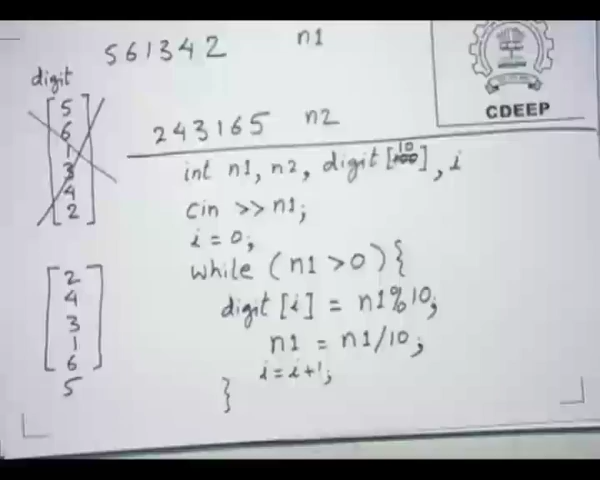 561342 n1
digit
5
6
1
3
4
2
CDEEP
243165 n2
int n1, n2, digit[10], i
cin >> n1;
i = 0;
while (n1 > 0) {
digit [i] = n1%10;
n1 = n1/10;
i = i+1;
}
2
4
3
1
6
5